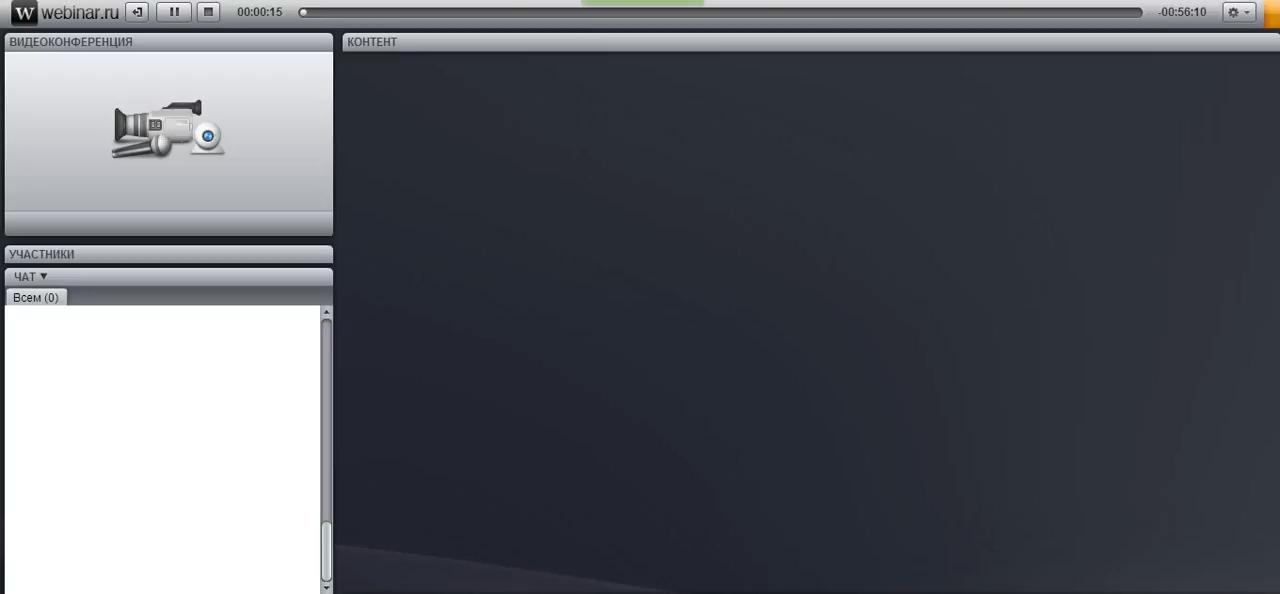 W webinar.ru 00:00:15 -00:56:10
ВИДЕОКОНФЕРЕНЦИЯ
КОНТЕНТ
УЧАСТНИКИ
ЧАТ
Всем (0)